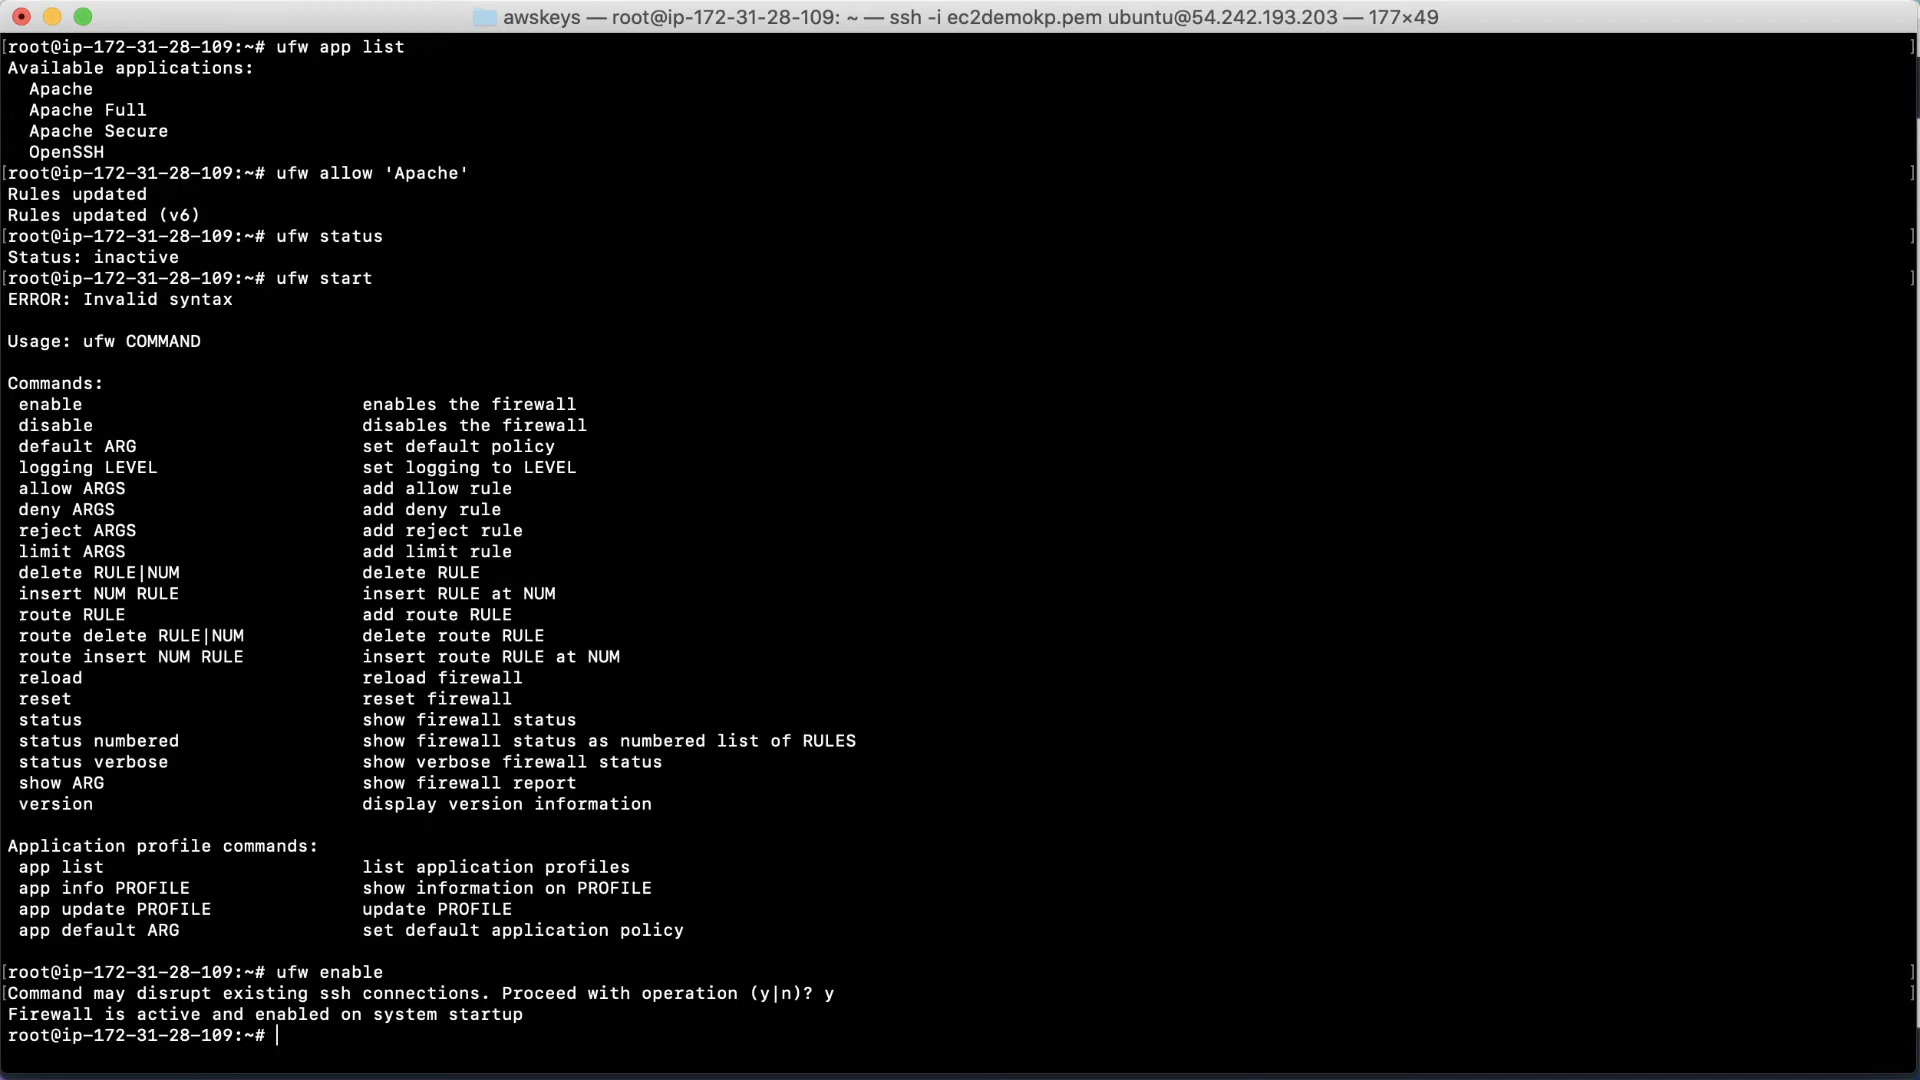 awskeys — root@ip-172-31-28-109: ~ — ssh -i ec2demokp.pem ubuntu@54.242.193.203 — 177×49
[root@ip-172-31-28-109:~# ufw app list ]
Available applications:
  Apache
  Apache Full
  Apache Secure
  OpenSSH
[root@ip-172-31-28-109:~# ufw allow 'Apache' ]
Rules updated
Rules updated (v6)
[root@ip-172-31-28-109:~# ufw status ]
Status: inactive
[root@ip-172-31-28-109:~# ufw start ]
ERROR: Invalid syntax

Usage: ufw COMMAND

Commands:
 enable                          enables the firewall
 disable                         disables the firewall
 default ARG                     set default policy
 logging LEVEL                   set logging to LEVEL
 allow ARGS                      add allow rule
 deny ARGS                       add deny rule
 reject ARGS                     add reject rule
 limit ARGS                      add limit rule
 delete RULE|NUM                 delete RULE
 insert NUM RULE                 insert RULE at NUM
 route RULE                      add route RULE
 route delete RULE|NUM           delete route RULE
 route insert NUM RULE           insert route RULE at NUM
 reload                          reload firewall
 reset                           reset firewall
 status                          show firewall status
 status numbered                 show firewall status as numbered list of RULES
 status verbose                  show verbose firewall status
 show ARG                        show firewall report
 version                         display version information

Application profile commands:
 app list                        list application profiles
 app info PROFILE                show information on PROFILE
 app update PROFILE              update PROFILE
 app default ARG                 set default application policy

[root@ip-172-31-28-109:~# ufw enable ]
[Command may disrupt existing ssh connections. Proceed with operation (y|n)? y ]
Firewall is active and enabled on system startup
root@ip-172-31-28-109:~#